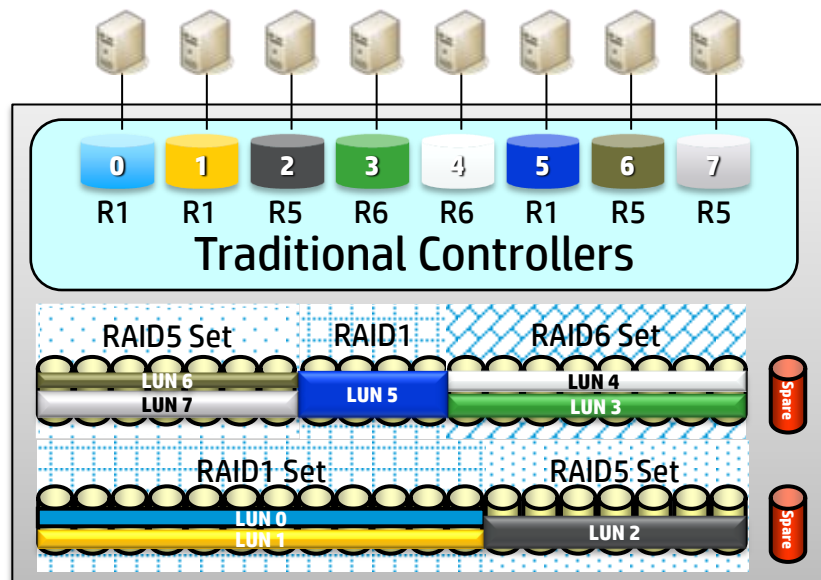 0 1 2 3 4 5 6 7
R1 R1 R5 R6 R6 R1 R5 R5
Traditional Controllers
RAID5 Set RAID1 RAID6 Set
LUN 6
LUN 7
LUN 5
LUN 4
LUN 3
Spare
RAID1 Set RAID5 Set
LUN 0
LUN 1
LUN 2
Spare